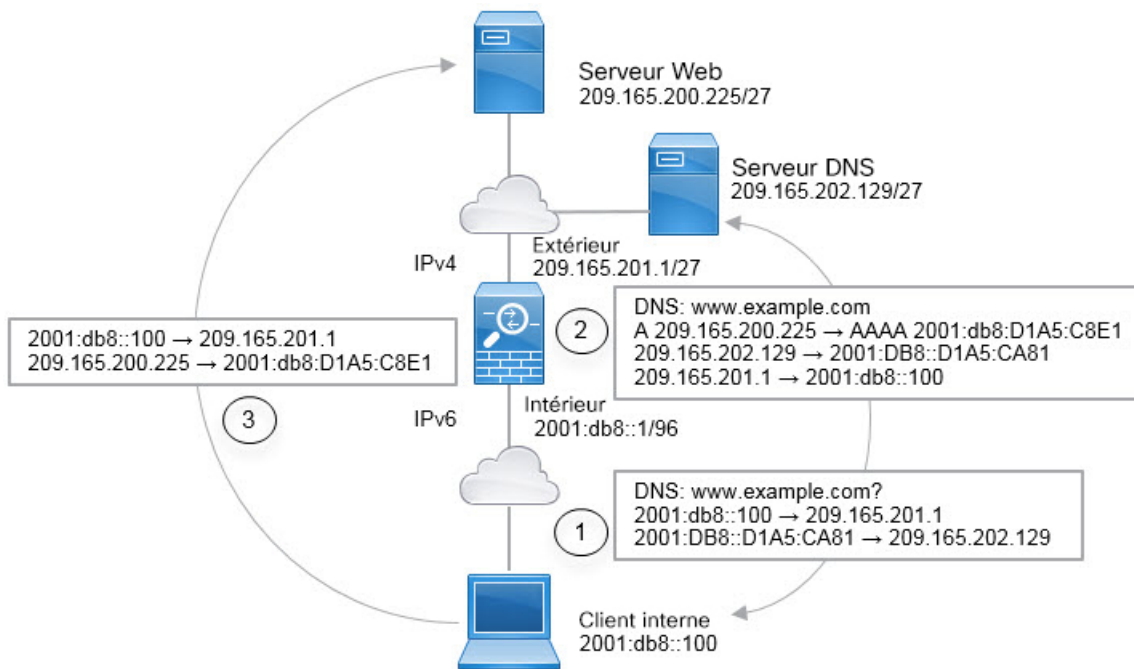 Serveur Web
209.165.200.225/27
Serveur DNS
209.165.202.129/27
Extérieur
IPv4
209.165.201.1/27
2
DNS: www.example.com
A 209.165.200.225 → AAAA 2001:db8:D1A5:C8E1
209.165.202.129 → 2001:DB8::D1A5:CA81
209.165.201.1 → 2001:db8::100
2001:db8::100 → 209.165.201.1
209.165.200.225 → 2001:db8:D1A5:C8E1
3
IPv6
Intérieur
2001:db8::1/96
1
DNS: www.example.com?
2001:db8::100 → 209.165.201.1
2001:DB8::D1A5:CA81 → 209.165.202.129
Client interne
2001:db8::100